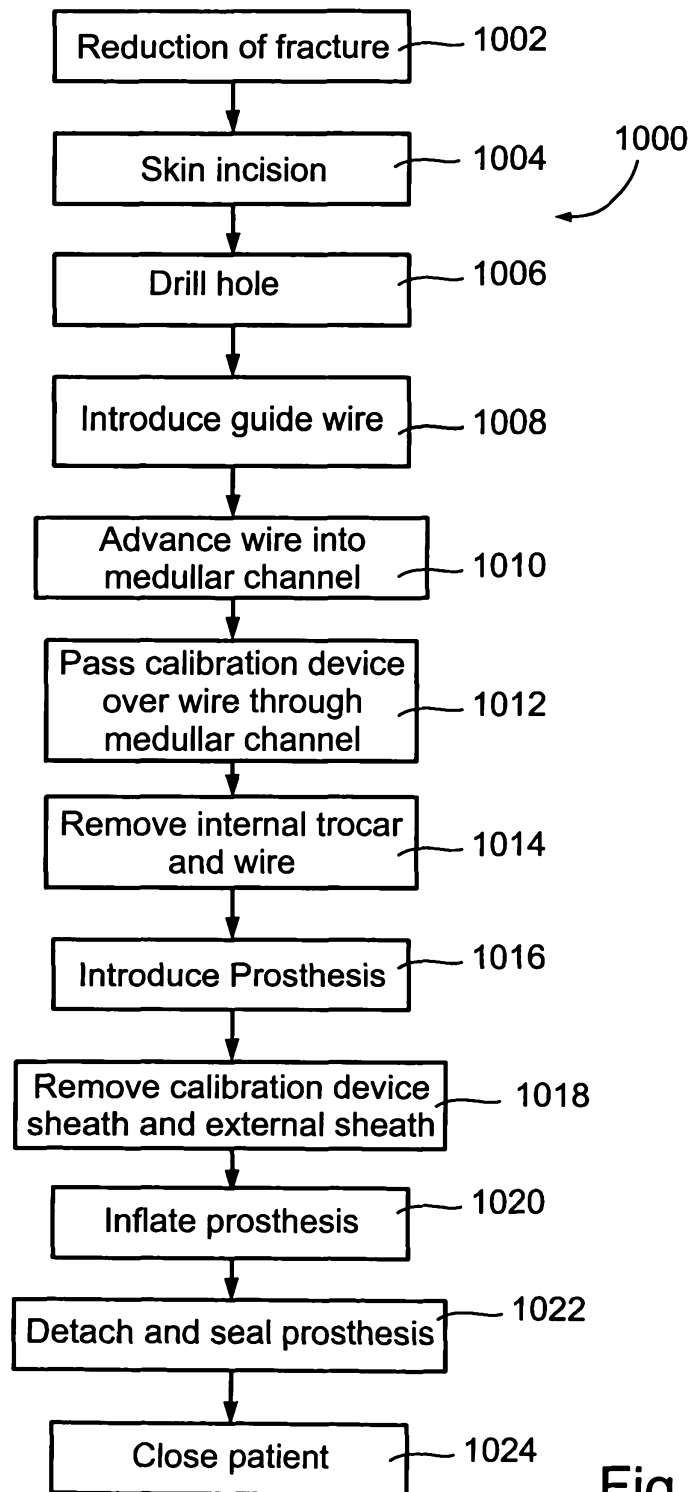 Reduction of fracture
1002
Skin incision
1004
1000
Drill hole
1006
Introduce guide wire
1008
Advance wire into
medullar channel
1010
Pass calibration device
over wire through
medullar channel
1012
Remove internal trocar
and wire
1014
Introduce Prosthesis
1016
Remove calibration device
sheath and external sheath
1018
Inflate prosthesis
1020
Detach and seal prosthesis
1022
Close patient
1024
Fig